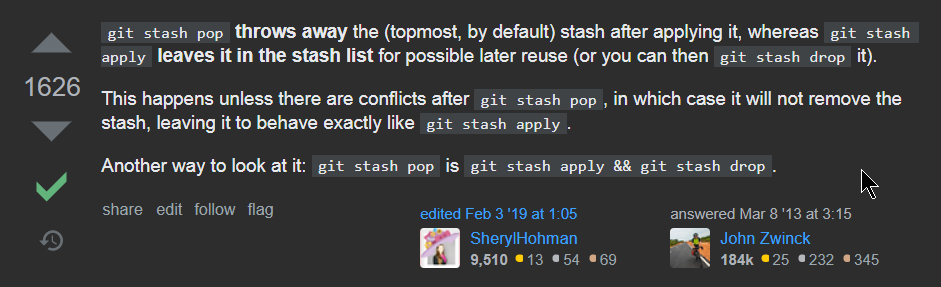 git stash pop throws away the (topmost, by default) stash after applying it, whereas git stash
apply leaves it in the stash list for possible later reuse (or you can then git stash drop it).
1626
This happens unless there are conflicts after git stash pop, in which case it will not remove the
stash, leaving it to behave exactly like git stash apply.
Another way to look at it: git stash pop is git stash apply && git stash drop.
share edit follow flag
edited Feb 3 '19 at 1:05
SherylHohman
9,510 13 54 69
answered Mar 8 '13 at 3:15
John Zwinck
184k 25 232 345